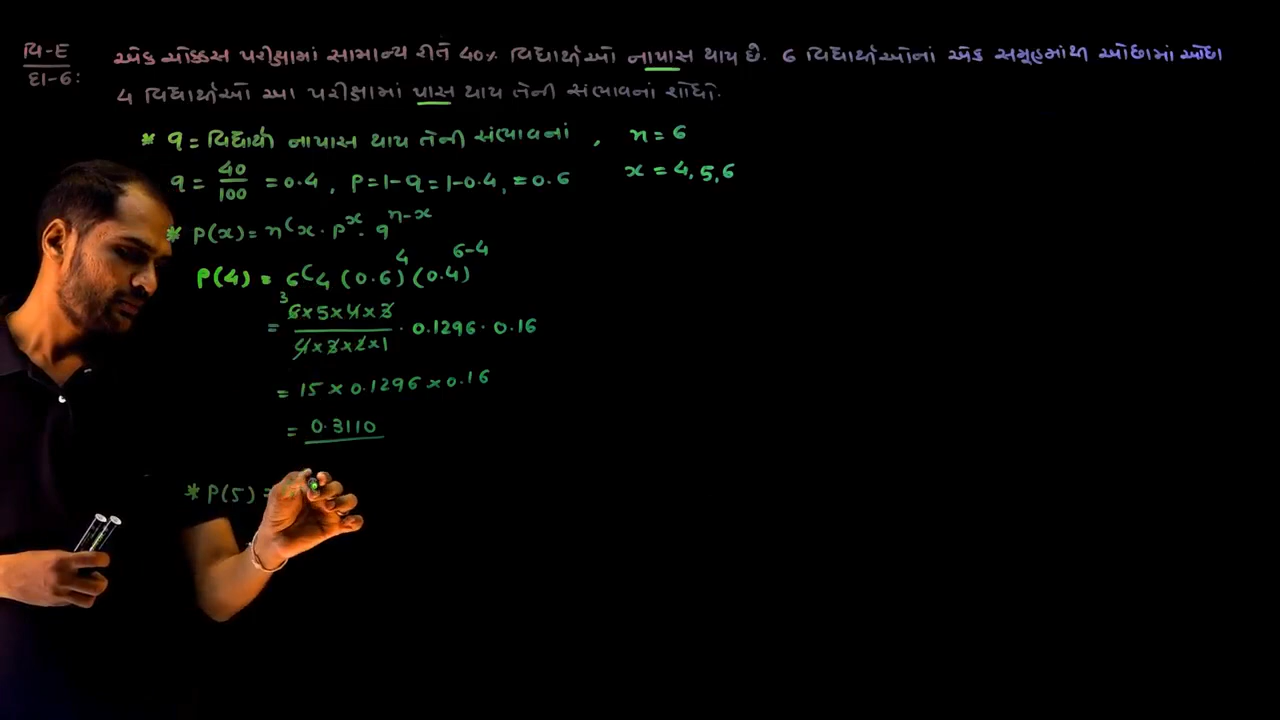 વિ-E
દા-6:
એક ચોક્કસ પરીક્ષામાં સામાન્ય રીતે 40% વિદ્યાર્થીઓ નાપાસ થાય છે. 6 વિદ્યાર્થીઓનાં એક સમૂહમાંથી ઓછામાં ઓછા
4 વિદ્યાર્થીઓ આ પરીક્ષામાં પાસ થાય તેની સંભાવનાં શોધો.
* q = વિદ્યાર્થી નાપાસ થાય તેની સંભાવનાં , n = 6
q = 40/100 = 0.4 , P = 1-q = 1-0.4, = 0.6 x = 4, 5, 6
* P(x) = nCx · P^x · q^n-x
P(4) = 6C4 (0.6)^4 (0.4)^6-4
= 3 6×5×4×3 / 4×3×2×1 · 0.1296 · 0.16
= 15 × 0.1296 × 0.16
= 0.3110
* P(5) =